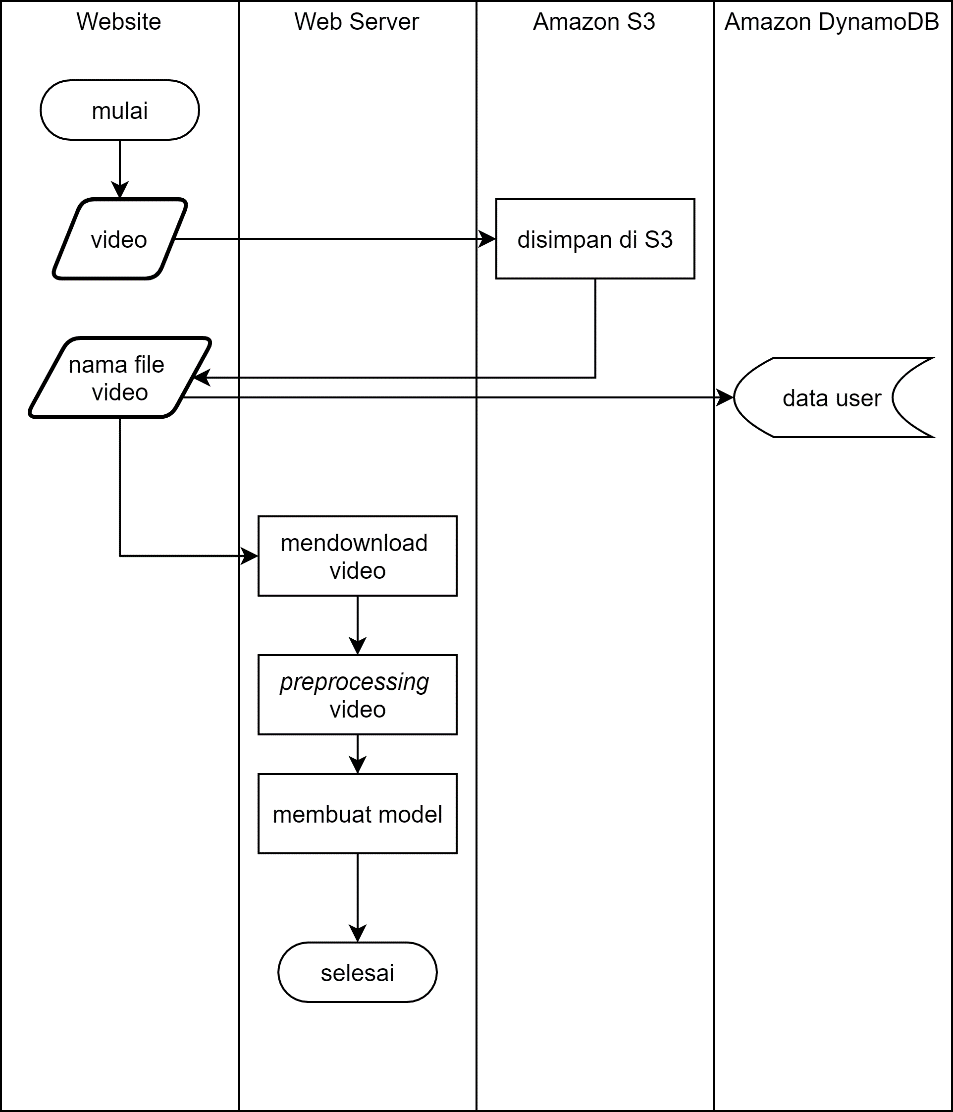 Website
Web Server
Amazon S3
Amazon DynamoDB
mulai
video
disimpan di S3
nama file
video
data user
mendownload
video
preprocessing
video
membuat model
selesai